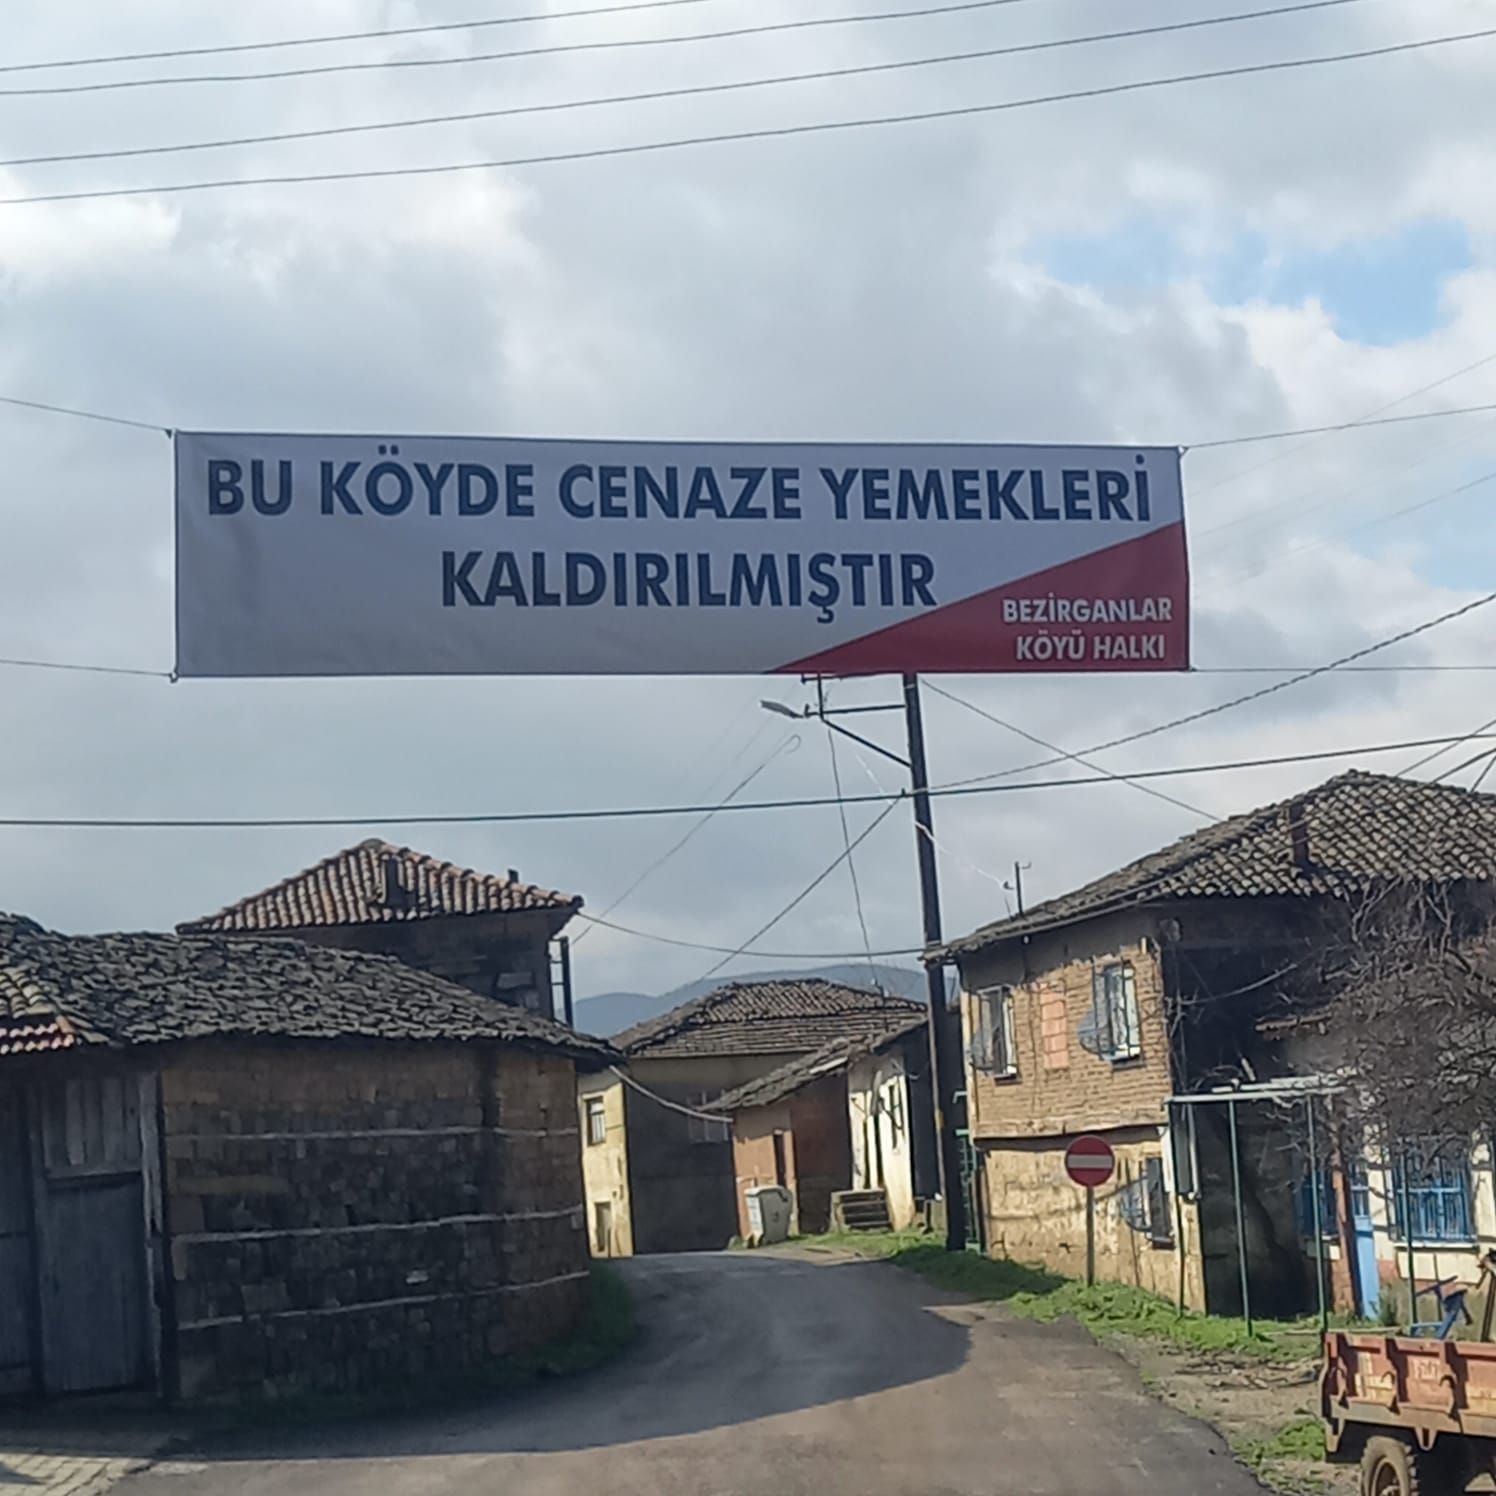 BU KÖYDE CENAZE YEMEKLERİ
KALDIRILMIŞTIR
BEZİRGANLAR
KÖYÜ HALKI